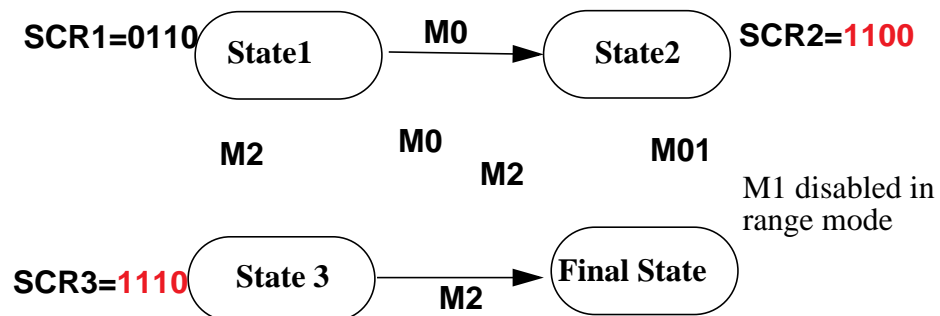 SCR1=0110
State1
M0
State2
SCR2=1100
M2
M0
M2
M01
M1 disabled in
range mode
SCR3=1110
State 3
M2
Final State